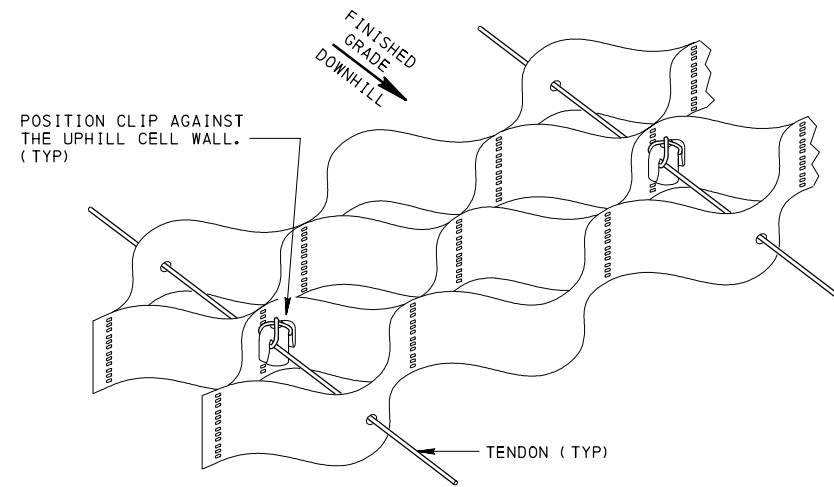 FINISHED
GRADE
DOWNHILL
POSITION CLIP AGAINST
THE UPHILL CELL WALL.
(TYP)
TENDON (TYP)